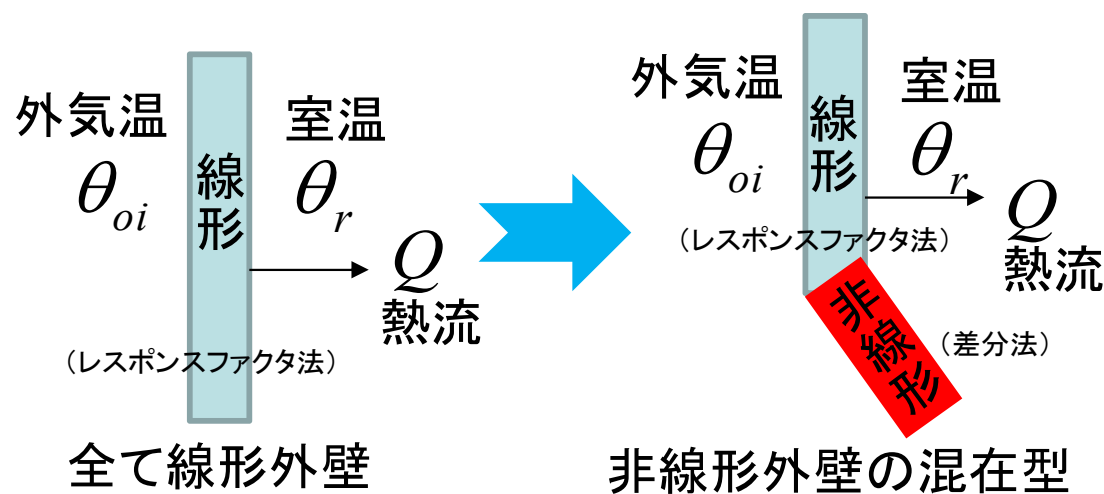 外気温
θoi
線形
室温
θr
Q
熱流
（レスポンスファクタ法）
全て線形外壁
外気温
θoi
線形
室温
θr
Q
熱流
（レスポンスファクタ法）
非線形
（差分法）
非線形外壁の混在型